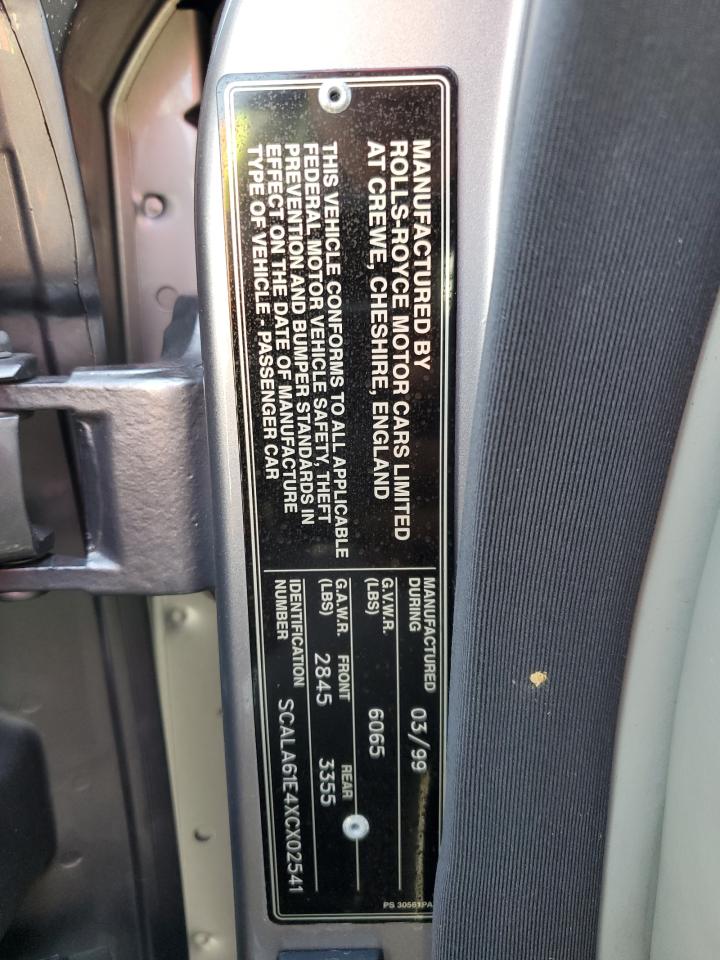 MANUFACTURED BY
ROLLS-ROYCE MOTOR CARS LIMITED
AT CREWE, CHESHIRE, ENGLAND
THIS VEHICLE CONFORMS TO ALL APPLICABLE
FEDERAL MOTOR VEHICLE SAFETY, THEFT
PREVENTION AND BUMPER STANDARDS IN
EFFECT ON THE DATE OF MANUFACTURE
TYPE OF VEHICLE - PASSENGER CAR
MANUFACTURED
DURING 03/99
G.V.W.R.
(LBS) 6065
G.A.W.R. FRONT REAR
(LBS) 2845 3355
IDENTIFICATION
NUMBER SCALA61E4XCX02541
PS 30561PA